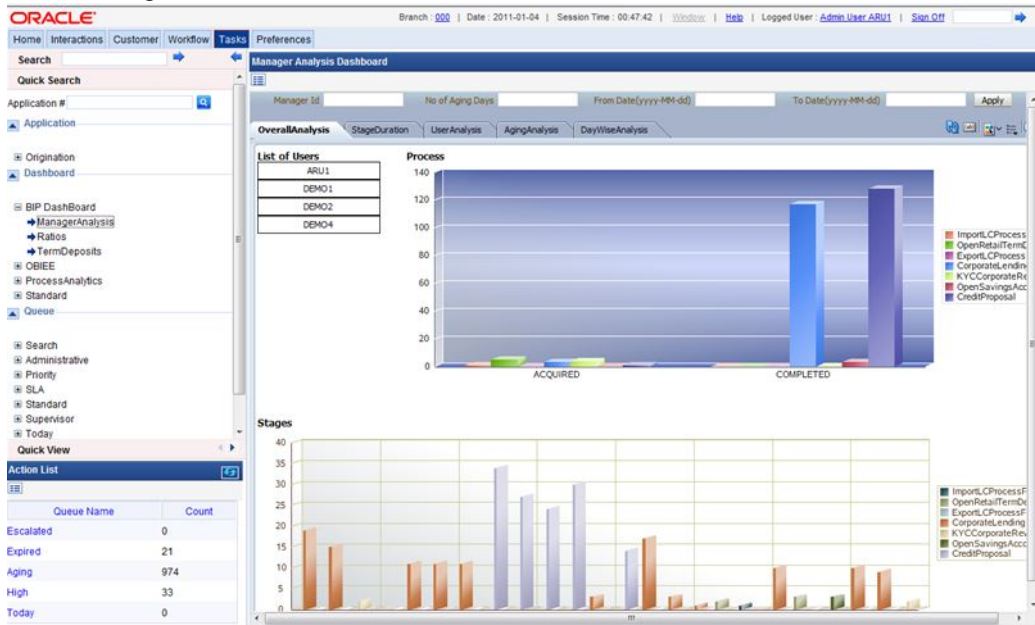 ORACLE
Branch : 000 | Date : 2011-01-04 | Session Time : 00:47:42 | Window | Help | Logged User : Admin User ARU1 | Sign Off
Home Interactions Customer Workflow Tasks Preferences
Search
Quick Search
Application #
Application
Origination
Dashboard
BIP DashBoard
ManagerAnalysis
Ratios
TermDeposits
OBIEE
ProcessAnalytics
Standard
Queue
Search
Administrative
Priority
SLA
Standard
Supervisor
Today
Quick View
Action List
Queue Name Count
Escalated 0
Expired 21
Aging 974
High 33
Today 0
Manager Analysis Dashboard
Manager Id No of Aging Days From Date(yyyy-MM-dd) To Date(yyyy-MM-dd) Apply
OverallAnalysis StageDuration UserAnalysis AgingAnalysis DayWiseAnalysis
List of Users
ARU1
DEMO1
DEMO2
DEMO4
Process
140
120
100
80
60
40
20
0
ACQUIRED COMPLETED
ImportLCProcess
OpenRetailTermD
ExportLCProcess
CorporateLending
KYCCorporateRe
OpenSavingsAcc
CreditProposal
Stages
40
35
30
25
20
15
10
5
0
ImportLCProcessF
OpenRetailTermDe
ExportLCProcessF
CorporateLending
KYCCorporateRev
OpenSavingsAcco
CreditProposal